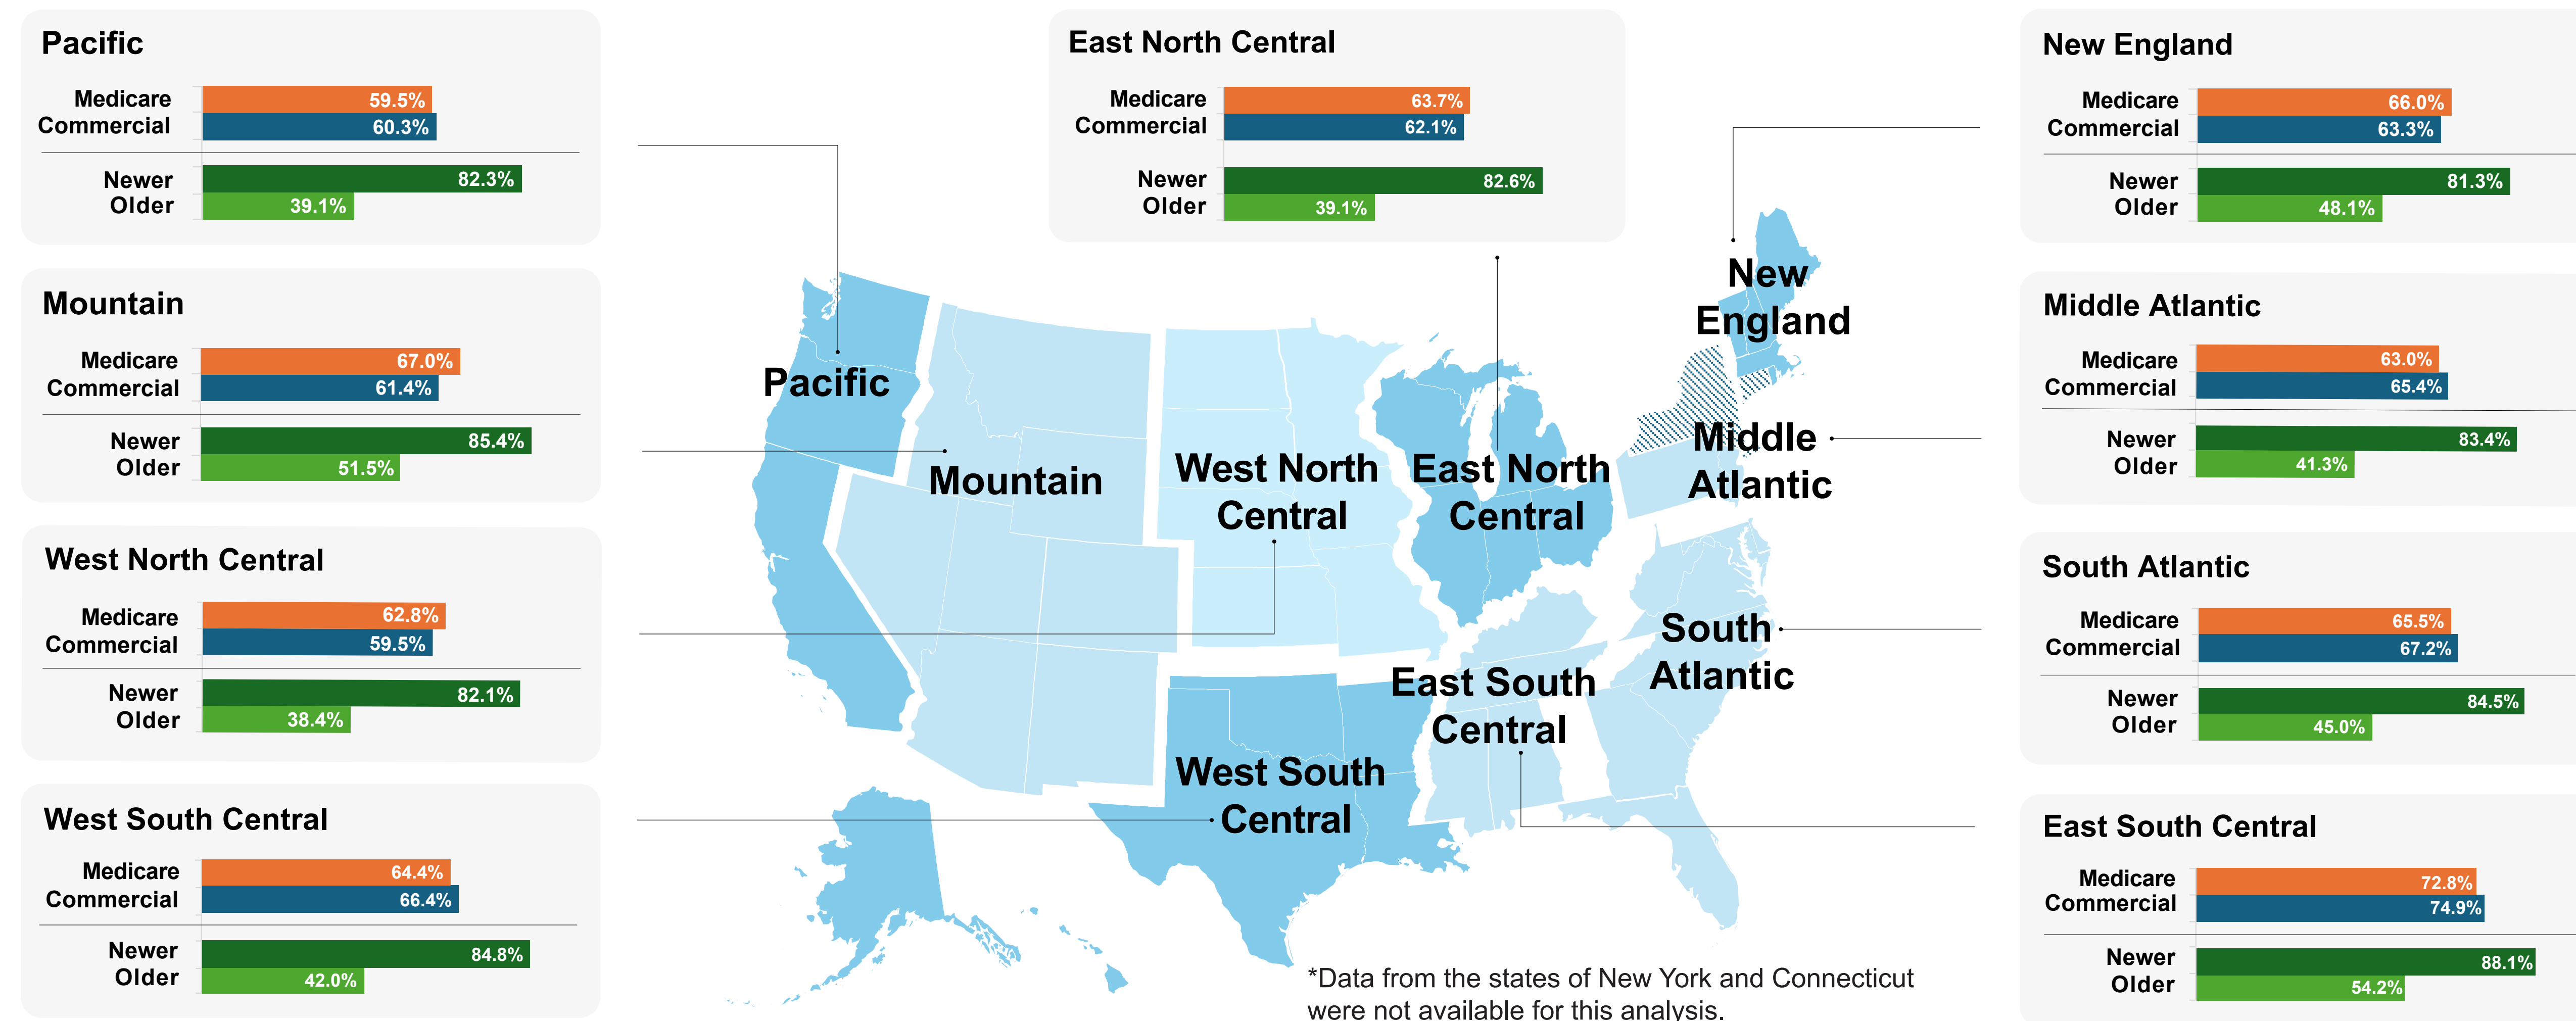 Pacific
Medicare 59.5%
Commercial 60.3%
Newer 82.3%
Older 39.1%
Mountain
Medicare 67.0%
Commercial 61.4%
Newer 85.4%
Older 51.5%
West North Central
Medicare 62.8%
Commercial 59.5%
Newer 82.1%
Older 38.4%
West South Central
Medicare 64.4%
Commercial 66.4%
Newer 84.8%
Older 42.0%
East North Central
Medicare 63.7%
Commercial 62.1%
Newer 82.6%
Older 39.1%
New
England
Pacific
Mountain
West North
Central
East North
Central
Middle
Atlantic
South
Atlantic
East South
Central
West South
Central
*Data from the states of New York and Connecticut
were not available for this analysis.
New England
Medicare 66.0%
Commercial 63.3%
Newer 81.3%
Older 48.1%
Middle Atlantic
Medicare 63.0%
Commercial 65.4%
Newer 83.4%
Older 41.3%
South Atlantic
Medicare 65.5%
Commercial 67.2%
Newer 84.5%
Older 45.0%
East South Central
Medicare 72.8%
Commercial 74.9%
Newer 88.1%
Older 54.2%